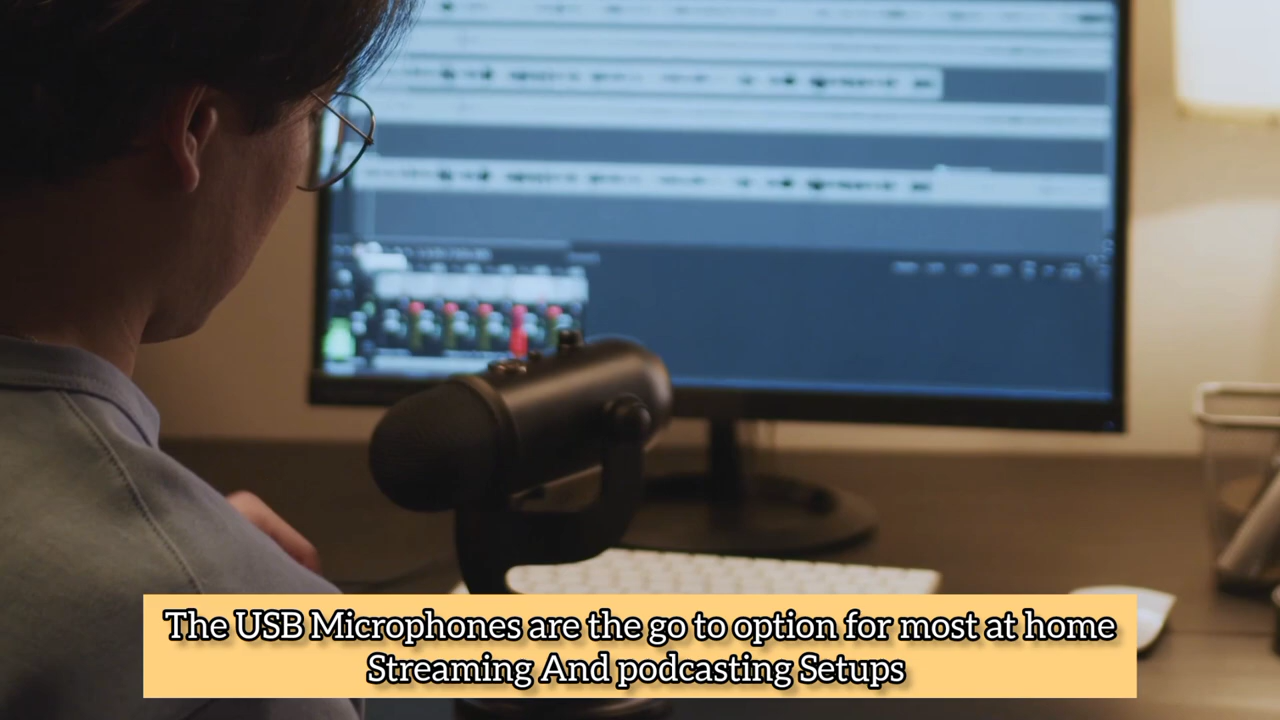 The USB Microphones are the go to option for most at home
Streaming And podcasting Setups